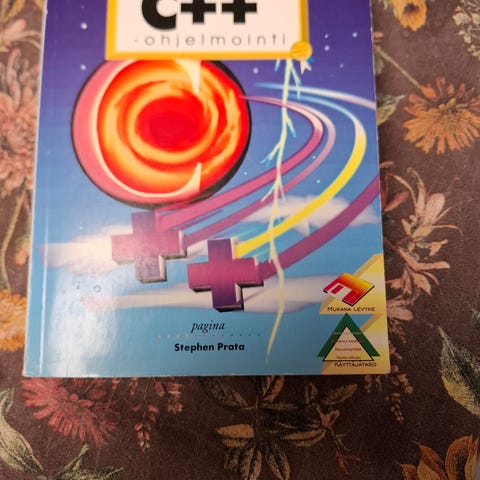 C++
-ohjelmointi
C
MUKANA LEVYKE
KÄYTTÄJÄTASO
pagina
Stephen Prata